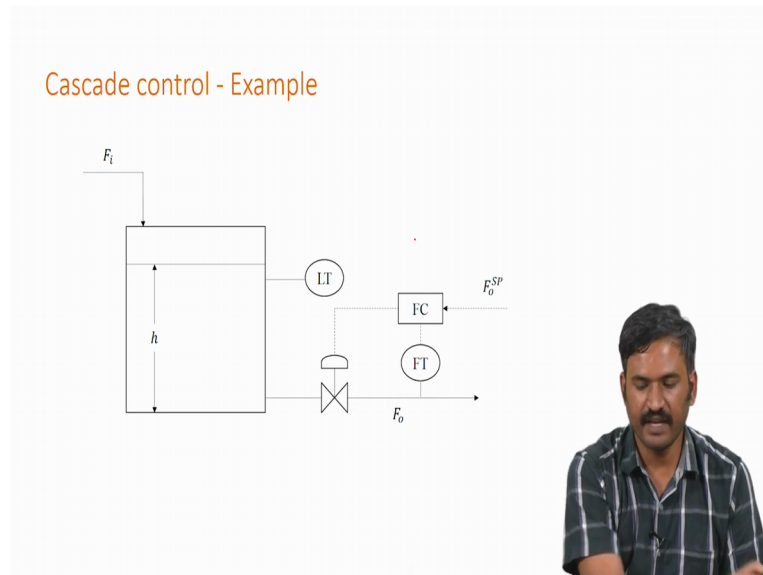 Cascade control - Example
F_i
LT
F_o^{SP}
FC
h
FT
F_o